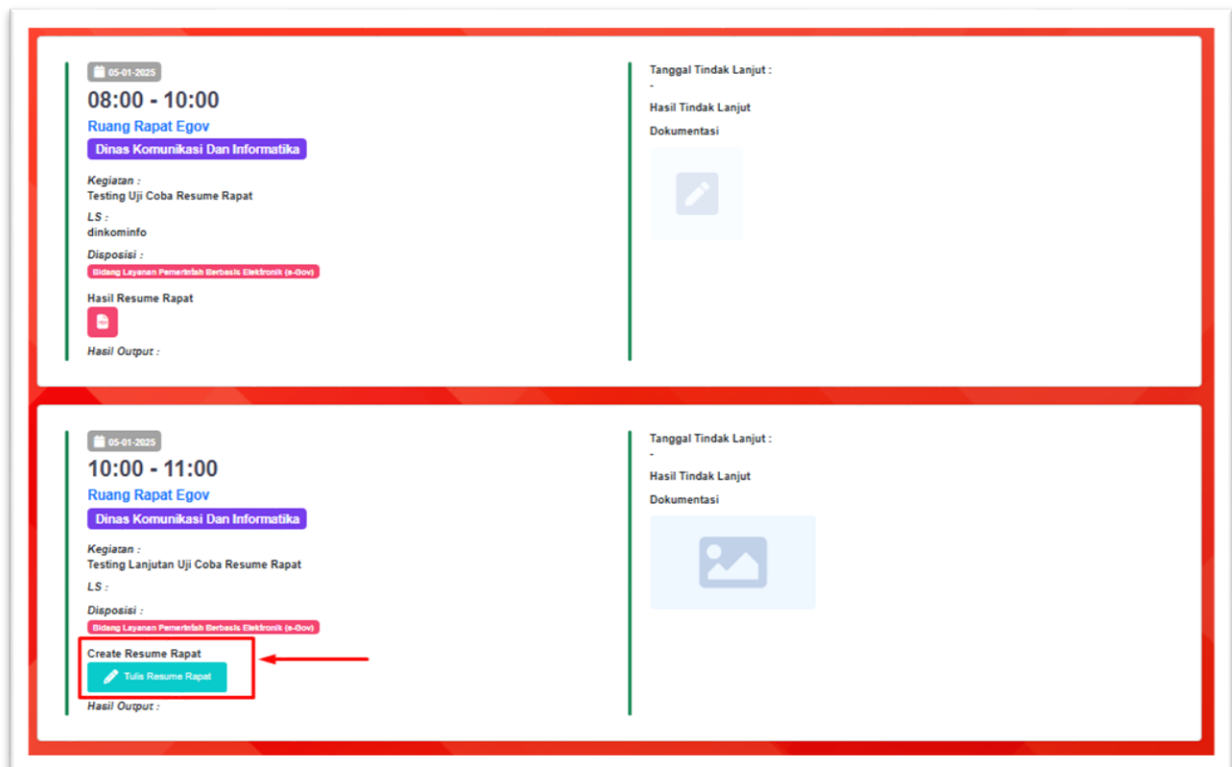 05-01-2025
08:00 - 10:00
Ruang Rapat Egov
Dinas Komunikasi Dan Informatika
Kegiatan :
Testing Uji Coba Resume Rapat
LS :
dinkominfo
Disposisi :
Bidang Layanan Pemerintah Berbasis Elektronik (e-Gov)
Hasil Resume Rapat
Hasil Output :
Tanggal Tindak Lanjut :
-
Hasil Tindak Lanjut
Dokumentasi
05-01-2025
10:00 - 11:00
Ruang Rapat Egov
Dinas Komunikasi Dan Informatika
Kegiatan :
Testing Lanjutan Uji Coba Resume Rapat
LS :
Disposisi :
Bidang Layanan Pemerintah Berbasis Elektronik (e-Gov)
Create Resume Rapat
Tulis Resume Rapat
Hasil Output :
Tanggal Tindak Lanjut :
-
Hasil Tindak Lanjut
Dokumentasi